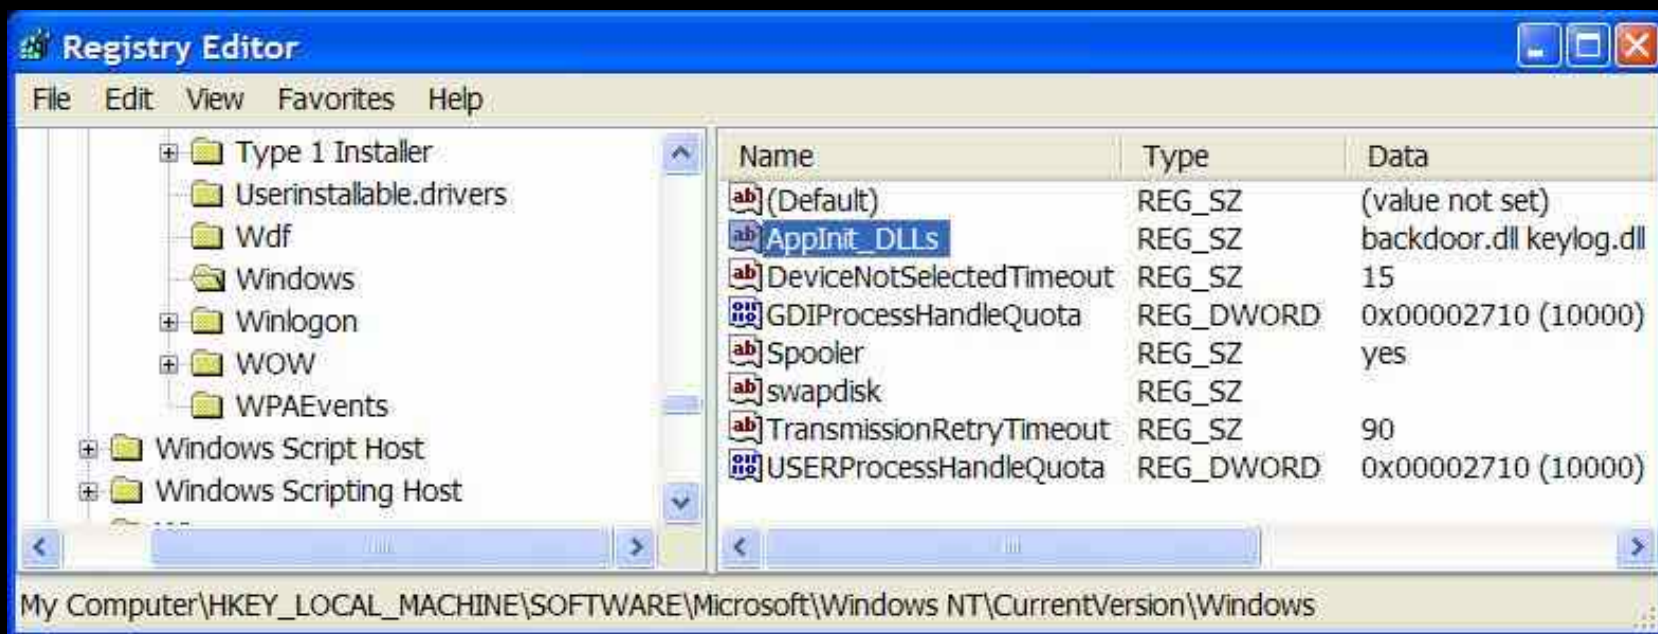 Registry Editor
File Edit View Favorites Help
Type 1 Installer
Userinstallable.drivers
Wdf
Windows
Winlogon
WOW
WPAEvents
Windows Script Host
Windows Scripting Host
Name Type Data
(Default) REG_SZ (value not set)
AppInit_DLLs REG_SZ backdoor.dll keylog.dll
DeviceNotSelectedTimeout REG_SZ 15
GDIProcessHandleQuota REG_DWORD 0x00002710 (10000)
Spooler REG_SZ yes
swapdisk REG_SZ
TransmissionRetryTimeout REG_SZ 90
USERProcessHandleQuota REG_DWORD 0x00002710 (10000)
My Computer\HKEY_LOCAL_MACHINE\SOFTWARE\Microsoft\Windows NT\CurrentVersion\Windows